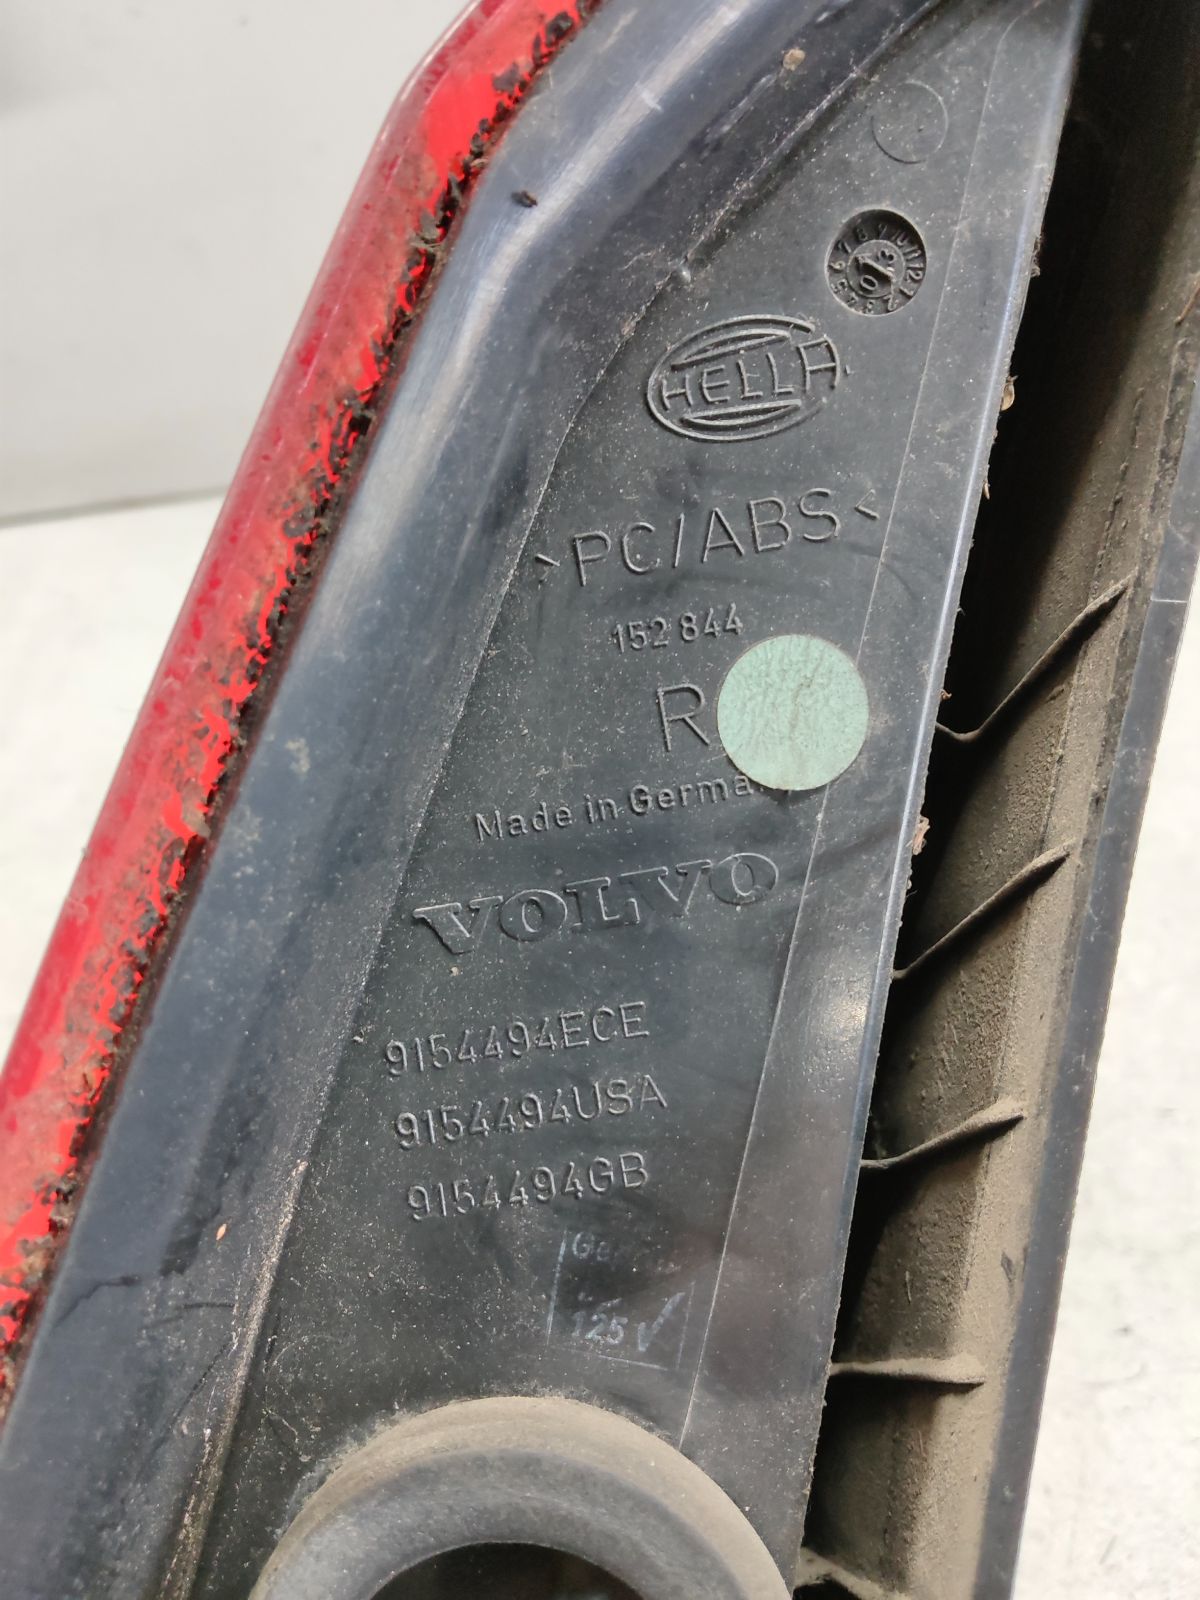 HELLA
>PC/ABS<
152 844
R
Made in Germa
VOLVO
9154494ECE
9154494USA
9154494GB
125